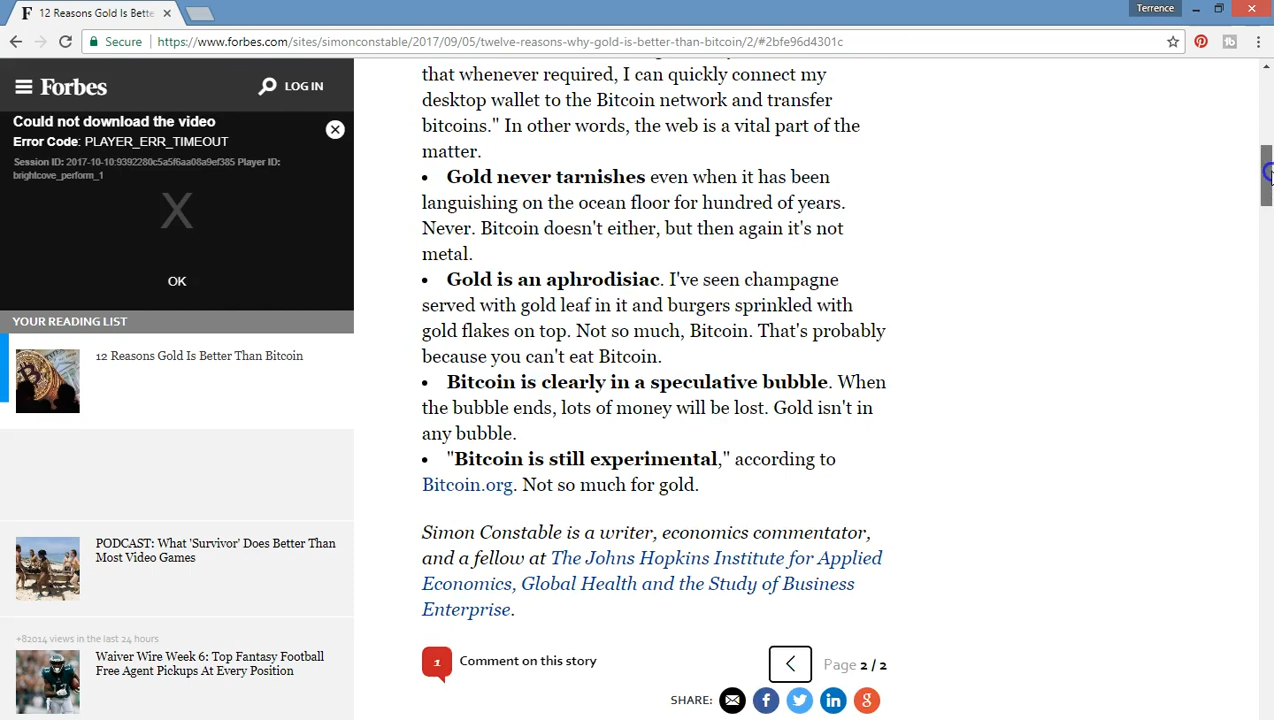 12 Reasons Gold Is Bette
Terrence
Secure
https://www.forbes.com/sites/simonconstable/2017/09/05/twelve-reasons-why-gold-is-better-than-bitcoin/2/#2bfe96d4301c
Forbes
LOG IN
Could not download the video
Error Code: PLAYER_ERR_TIMEOUT
Session ID: 2017-10-10:9392280c5a5f6aa08a9ef385 Player ID:
brightcove_perform_1
X
OK
YOUR READING LIST
12 Reasons Gold Is Better Than Bitcoin
PODCAST: What 'Survivor' Does Better Than
Most Video Games
+82014 views in the last 24 hours
Waiver Wire Week 6: Top Fantasy Football
Free Agent Pickups At Every Position
that whenever required, I can quickly connect my
desktop wallet to the Bitcoin network and transfer
bitcoins." In other words, the web is a vital part of the
matter.
• Gold never tarnishes even when it has been
languishing on the ocean floor for hundred of years.
Never. Bitcoin doesn't either, but then again it's not
metal.
• Gold is an aphrodisiac. I've seen champagne
served with gold leaf in it and burgers sprinkled with
gold flakes on top. Not so much, Bitcoin. That's probably
because you can't eat Bitcoin.
• Bitcoin is clearly in a speculative bubble. When
the bubble ends, lots of money will be lost. Gold isn't in
any bubble.
• "Bitcoin is still experimental," according to
Bitcoin.org. Not so much for gold.
Simon Constable is a writer, economics commentator,
and a fellow at The Johns Hopkins Institute for Applied
Economics, Global Health and the Study of Business
Enterprise.
1 Comment on this story
Page 2 / 2
SHARE: